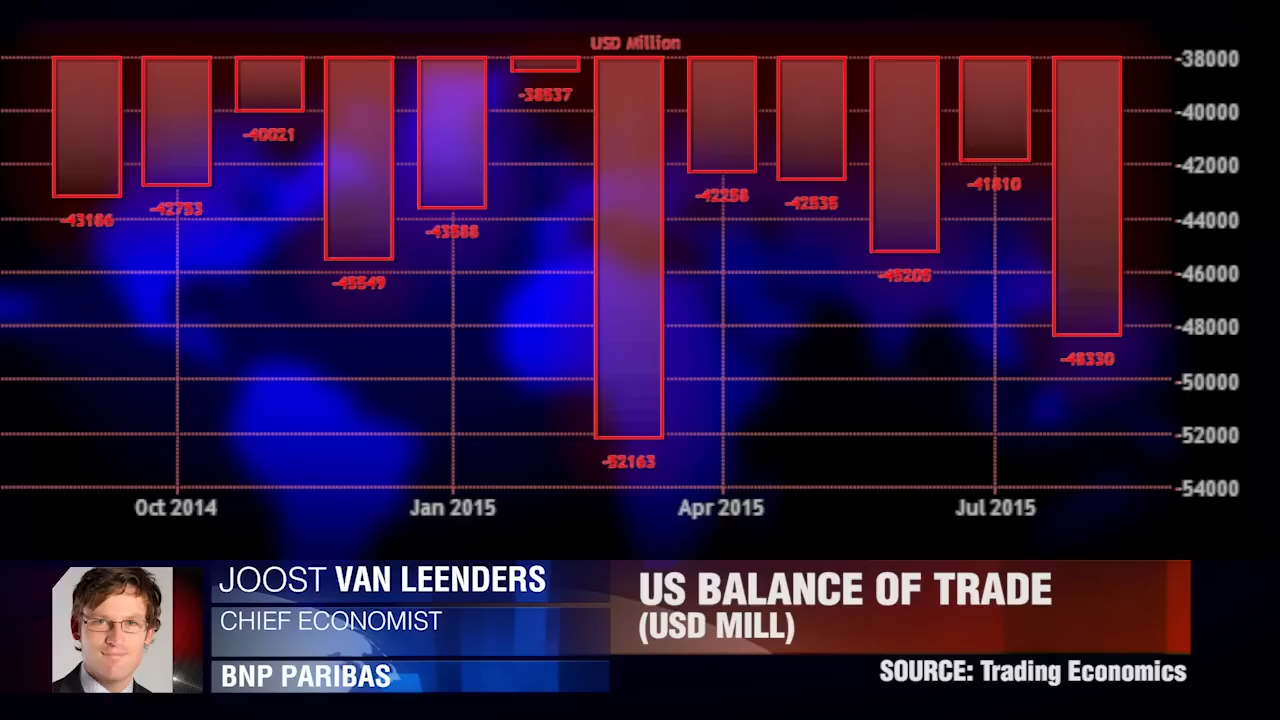 USD Million
-38000
-40000
-42000
-44000
-46000
-48000
-50000
-52000
-54000
-43186
-42753
-40021
-45549
-43588
-38537
-52163
-42258
-42535
-45205
-41810
-48330
Oct 2014
Jan 2015
Apr 2015
Jul 2015
JOOST VAN LEENDERS
CHIEF ECONOMIST
BNP PARIBAS
US BALANCE OF TRADE
(USD MILL)
SOURCE: Trading Economics